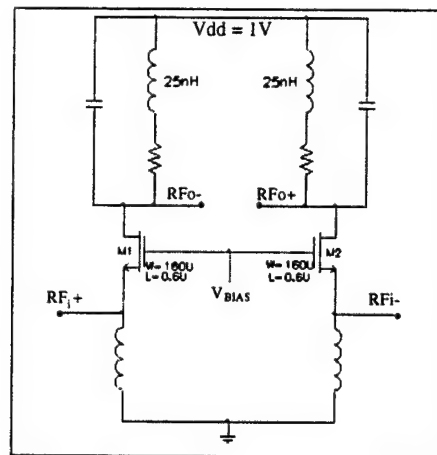 Vdd = 1V
25nH 25nH
RFo- RFo+
M1 M2
W=160U W=160U
L=0.6U L=0.6U
VBIAS
RFi+ RFi-